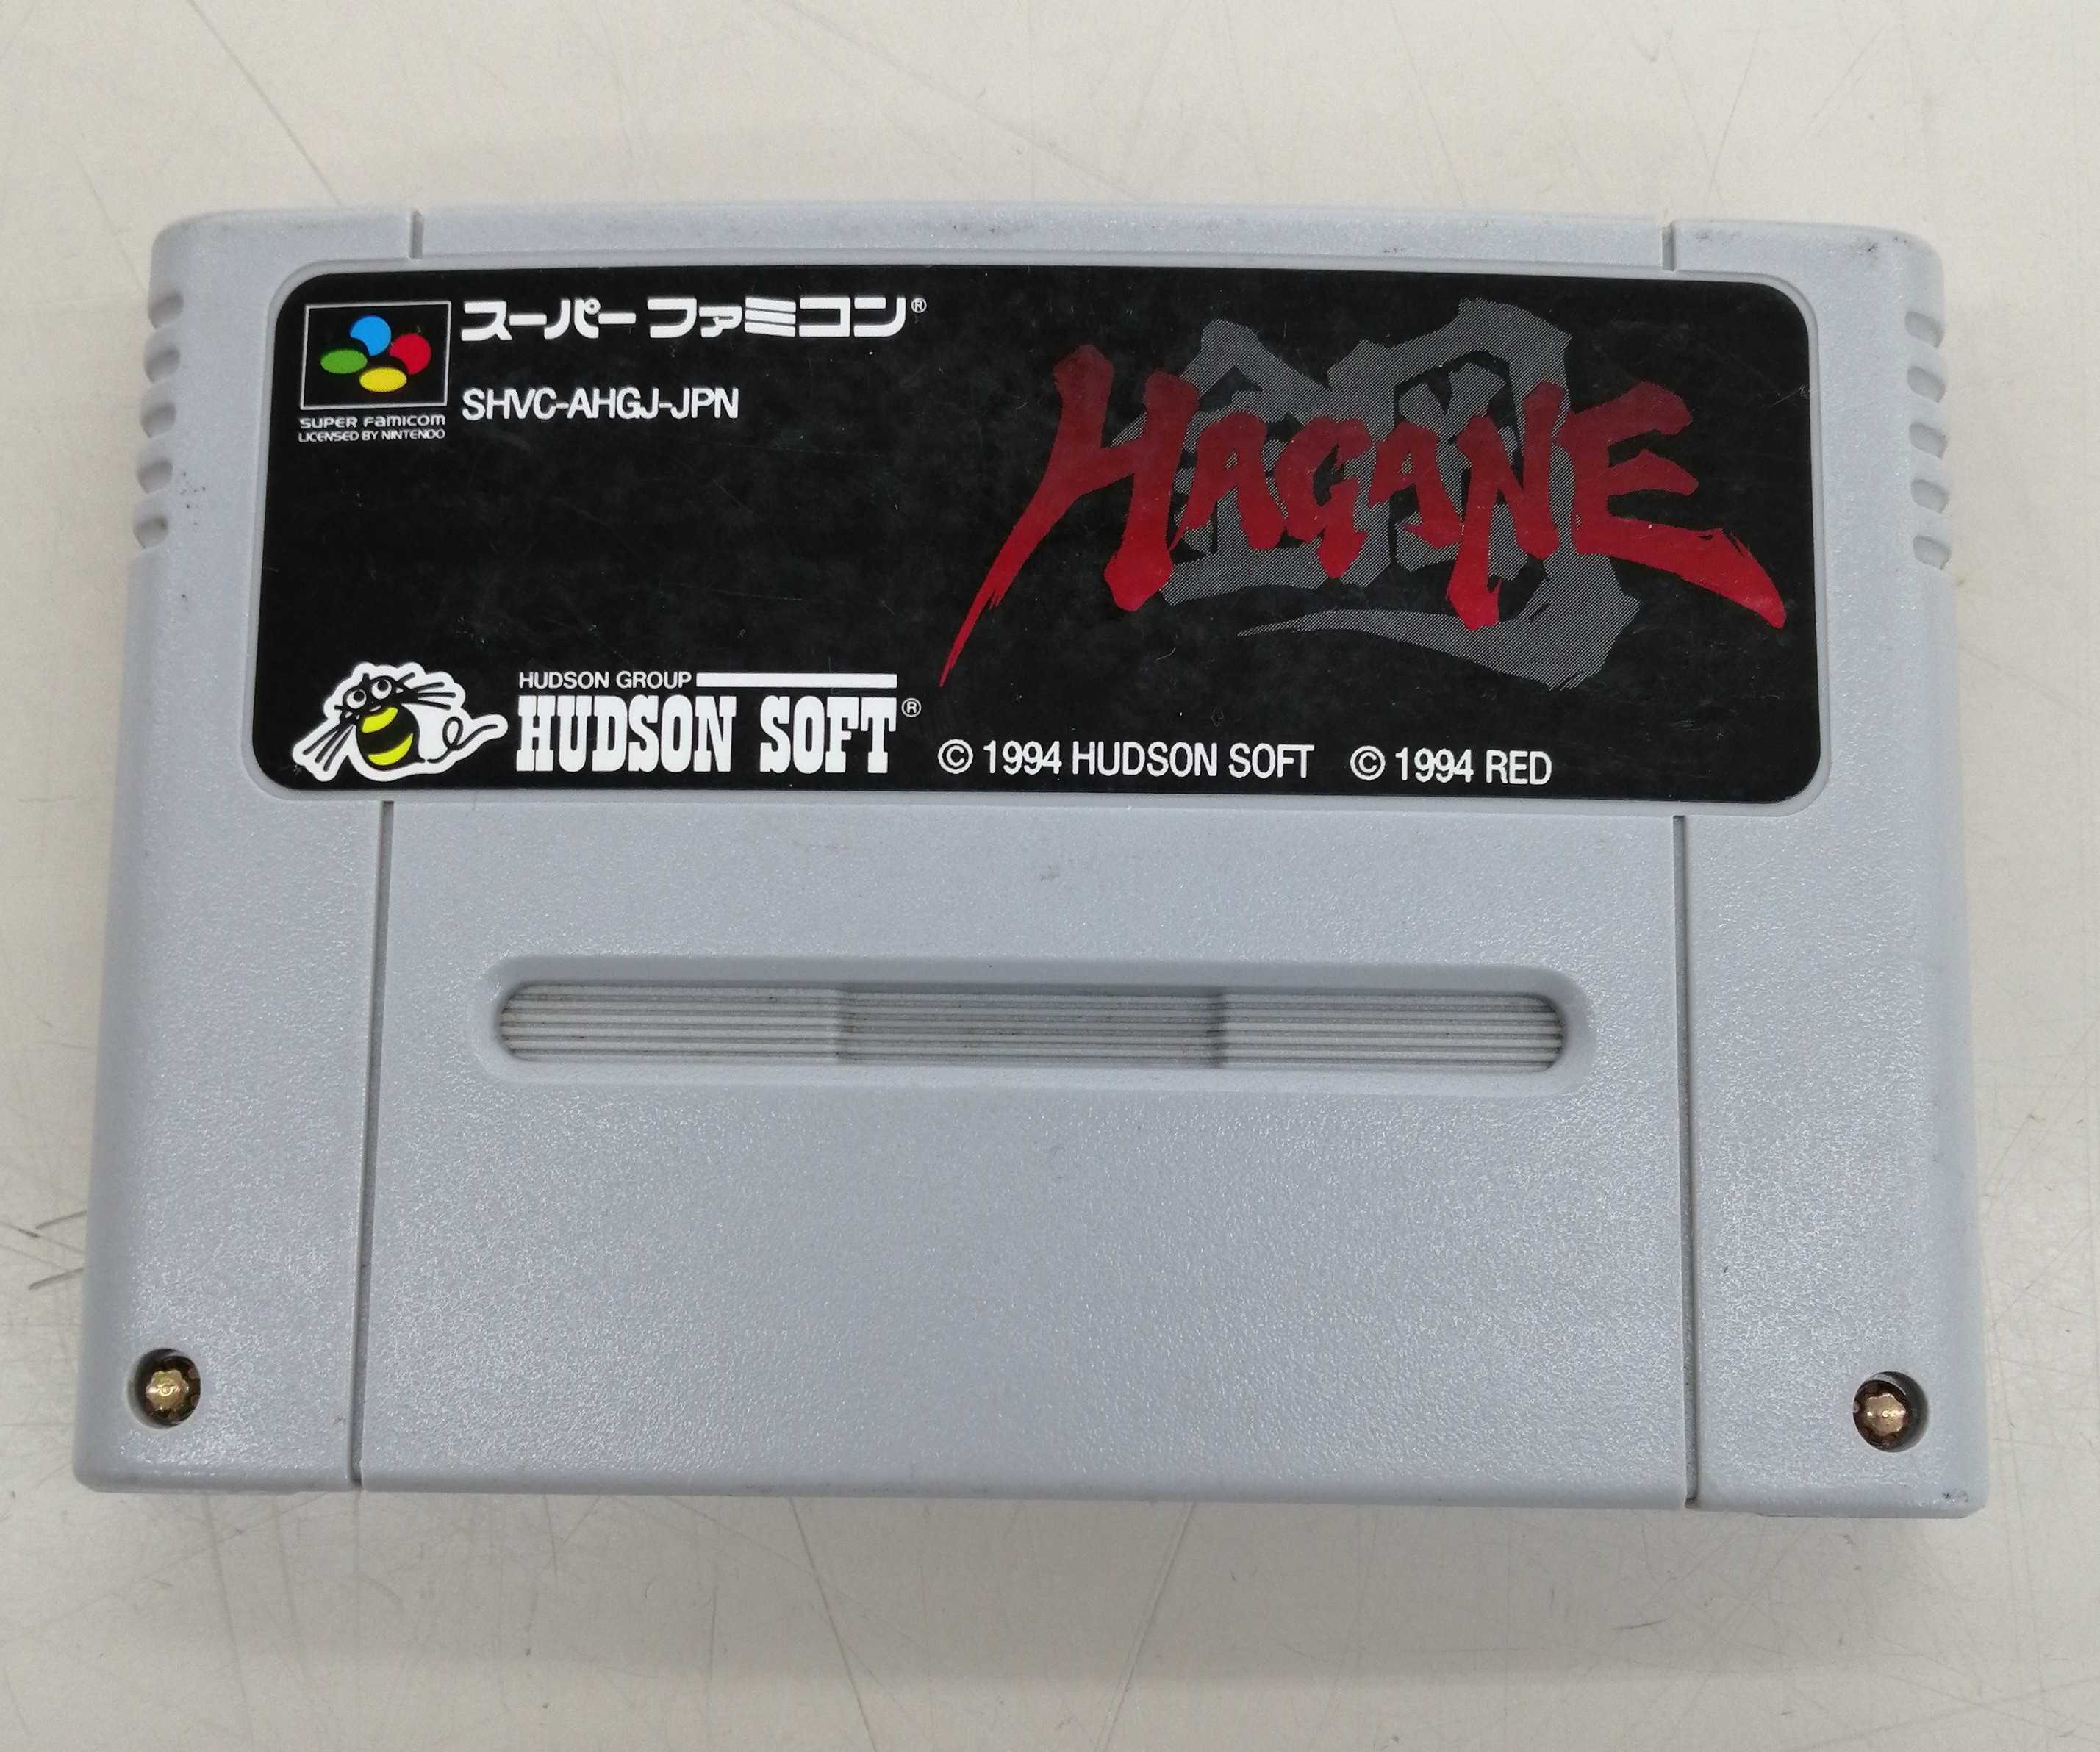 スーパーファミコン®
SUPER FAMICOM
LICENSED BY NINTENDO
SHVC-AHGJ-JPN
鋼
HAGANE
HUDSON GROUP
HUDSON SOFT®
© 1994 HUDSON SOFT © 1994 RED